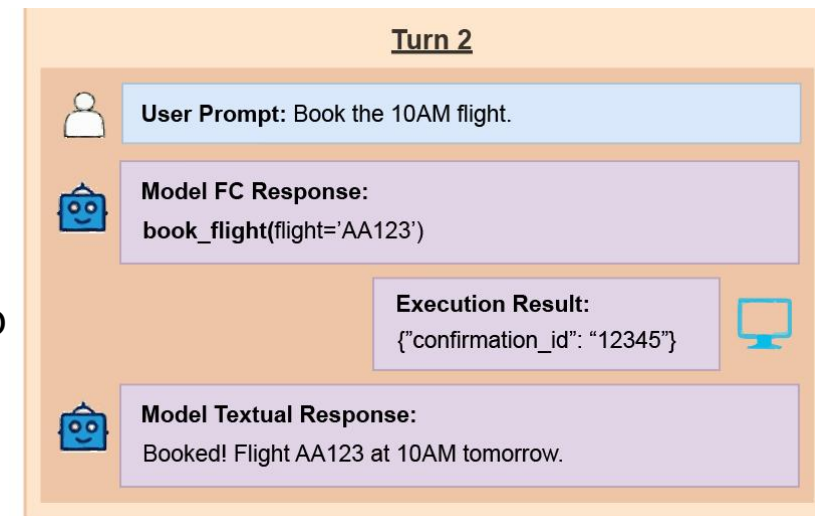 Turn 2
User Prompt: Book the 10AM flight.
Model FC Response:
book_flight(flight=’AA123’)
Execution Result:
{”confirmation_id”: “12345”}
Model Textual Response:
Booked! Flight AA123 at 10AM tomorrow.